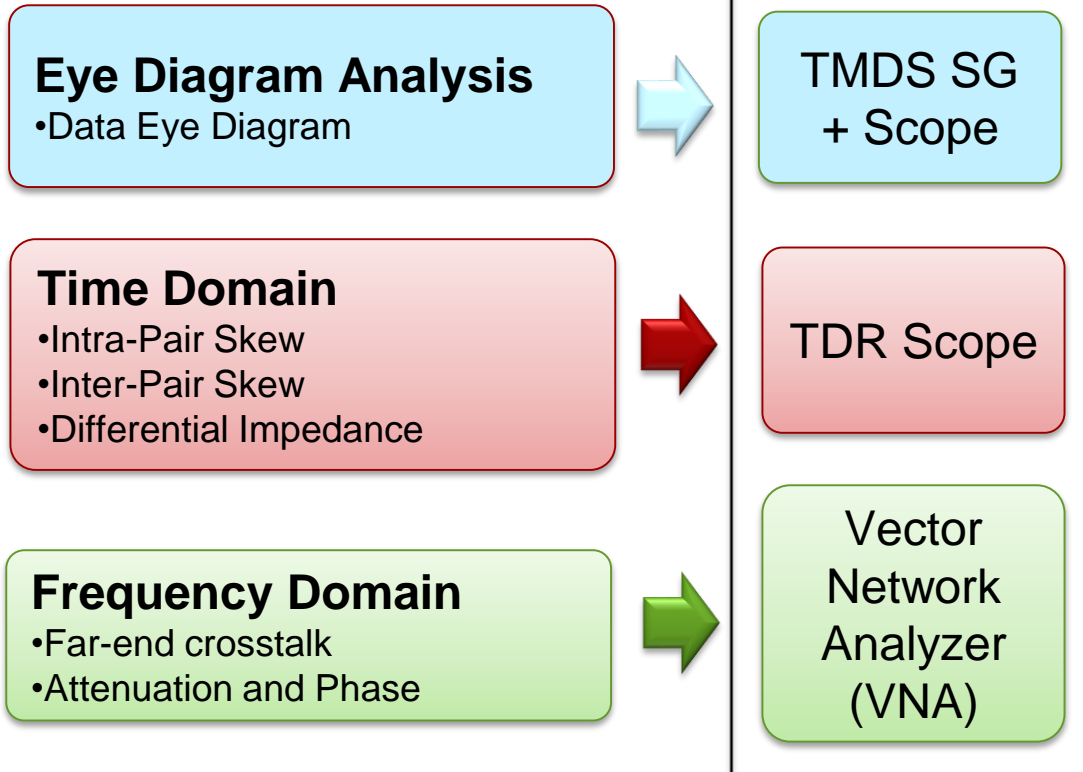 Eye Diagram Analysis
•Data Eye Diagram
TMDS SG
+ Scope
Time Domain
•Intra-Pair Skew
•Inter-Pair Skew
•Differential Impedance
TDR Scope
Frequency Domain
•Far-end crosstalk
•Attenuation and Phase
Vector
Network
Analyzer
(VNA)